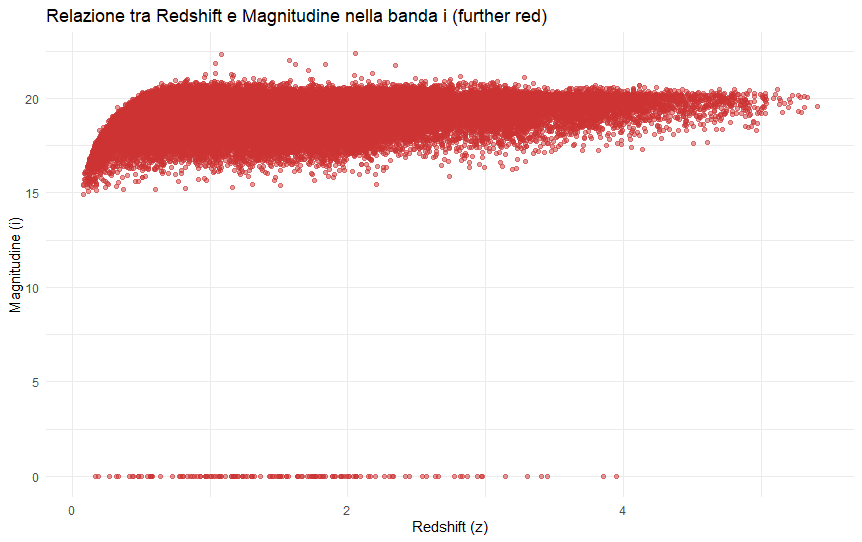 Relazione tra Redshift e Magnitudine nella banda i (further red)
Magnitudine (i)
20
15
10
5
0
0 2 4
Redshift (z)